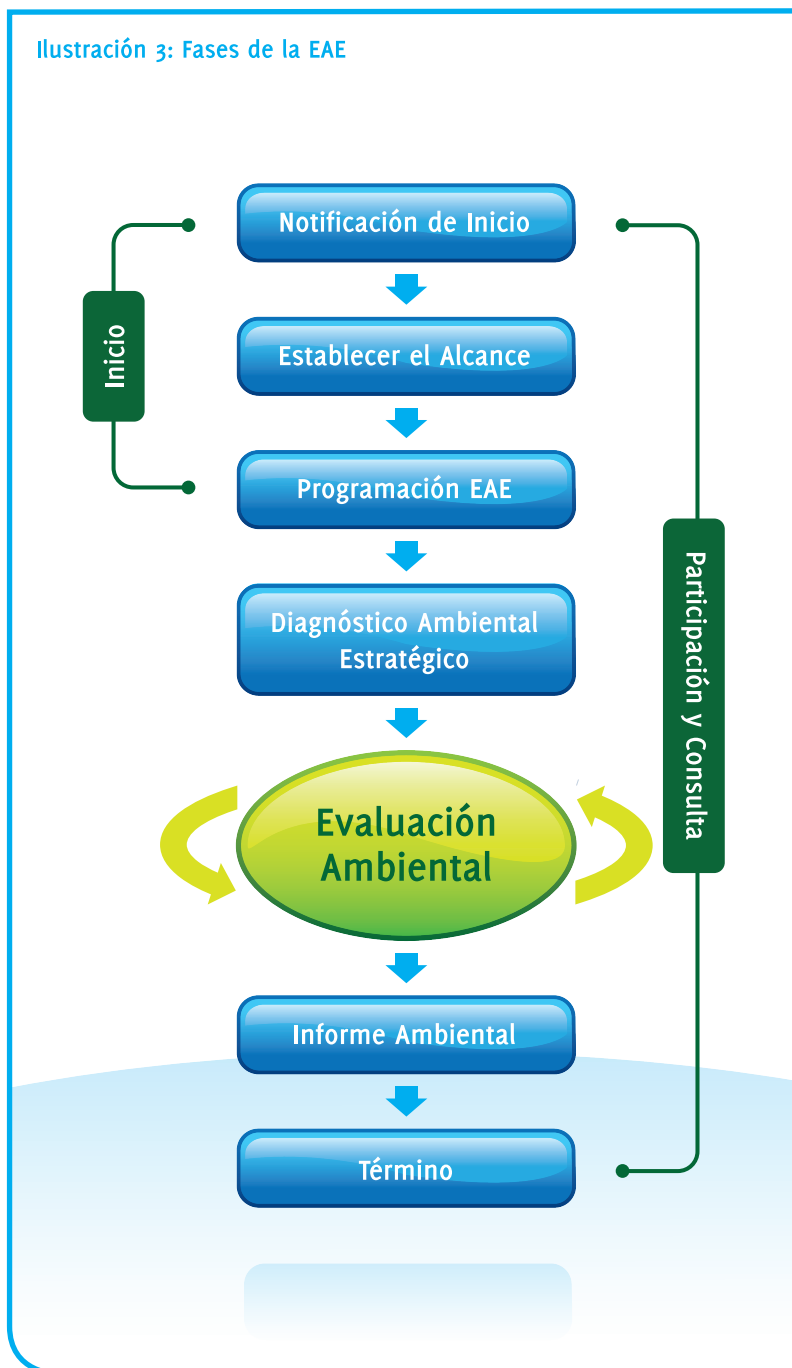 Ilustración 3: Fases de la EAE
Notificación de Inicio
Establecer el Alcance
Inicio
Programación EAE
Diagnóstico Ambiental
Estratégico
Participación y Consulta
Evaluación
Ambiental
Informe Ambiental
Término